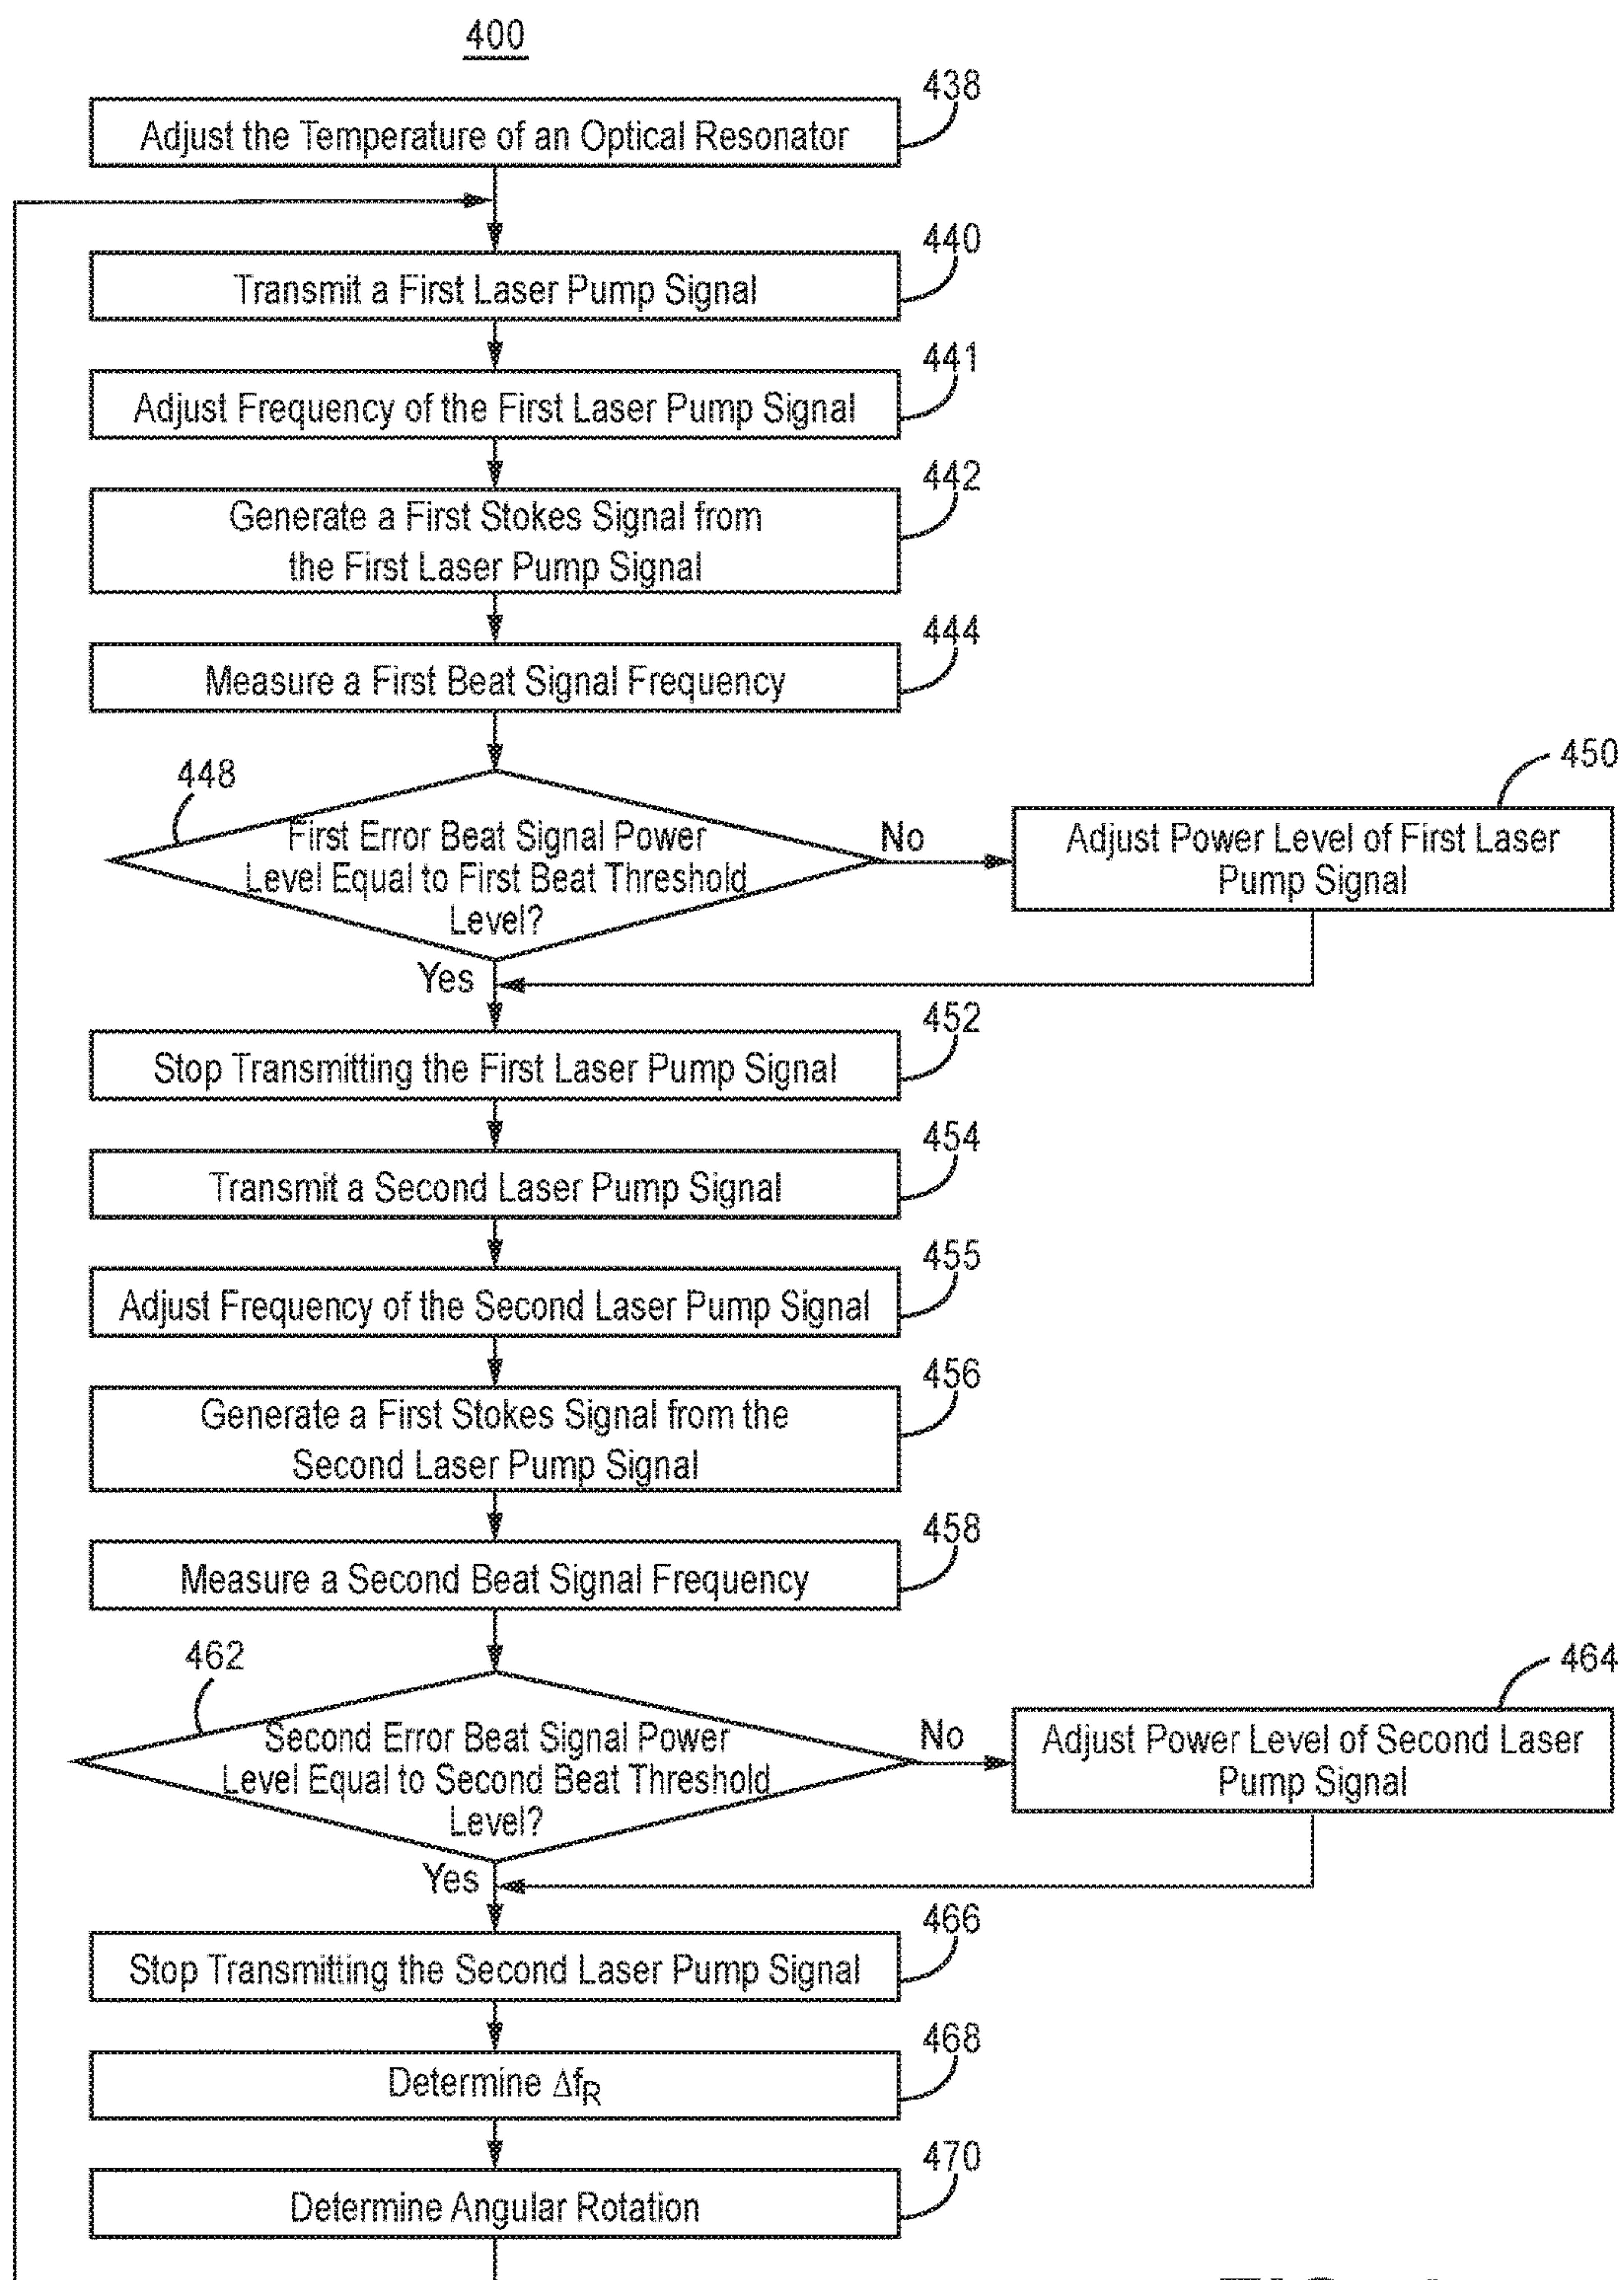 400
438
Adjust the Temperature of an Optical Resonator
440
Transmit a First Laser Pump Signal
441
Adjust Frequency of the First Laser Pump Signal
442
Generate a First Stokes Signal from
the First Laser Pump Signal
444
Measure a First Beat Signal Frequency
448
First Error Beat Signal Power
Level Equal to First Beat Threshold
Level?
No
Yes
450
Adjust Power Level of First Laser
Pump Signal
452
Stop Transmitting the First Laser Pump Signal
454
Transmit a Second Laser Pump Signal
455
Adjust Frequency of the Second Laser Pump Signal
456
Generate a First Stokes Signal from the
Second Laser Pump Signal
458
Measure a Second Beat Signal Frequency
462
Second Error Beat Signal Power
Level Equal to Second Beat Threshold
Level?
No
Yes
464
Adjust Power Level of Second Laser
Pump Signal
466
Stop Transmitting the Second Laser Pump Signal
468
Determine ΔfR
470
Determine Angular Rotation